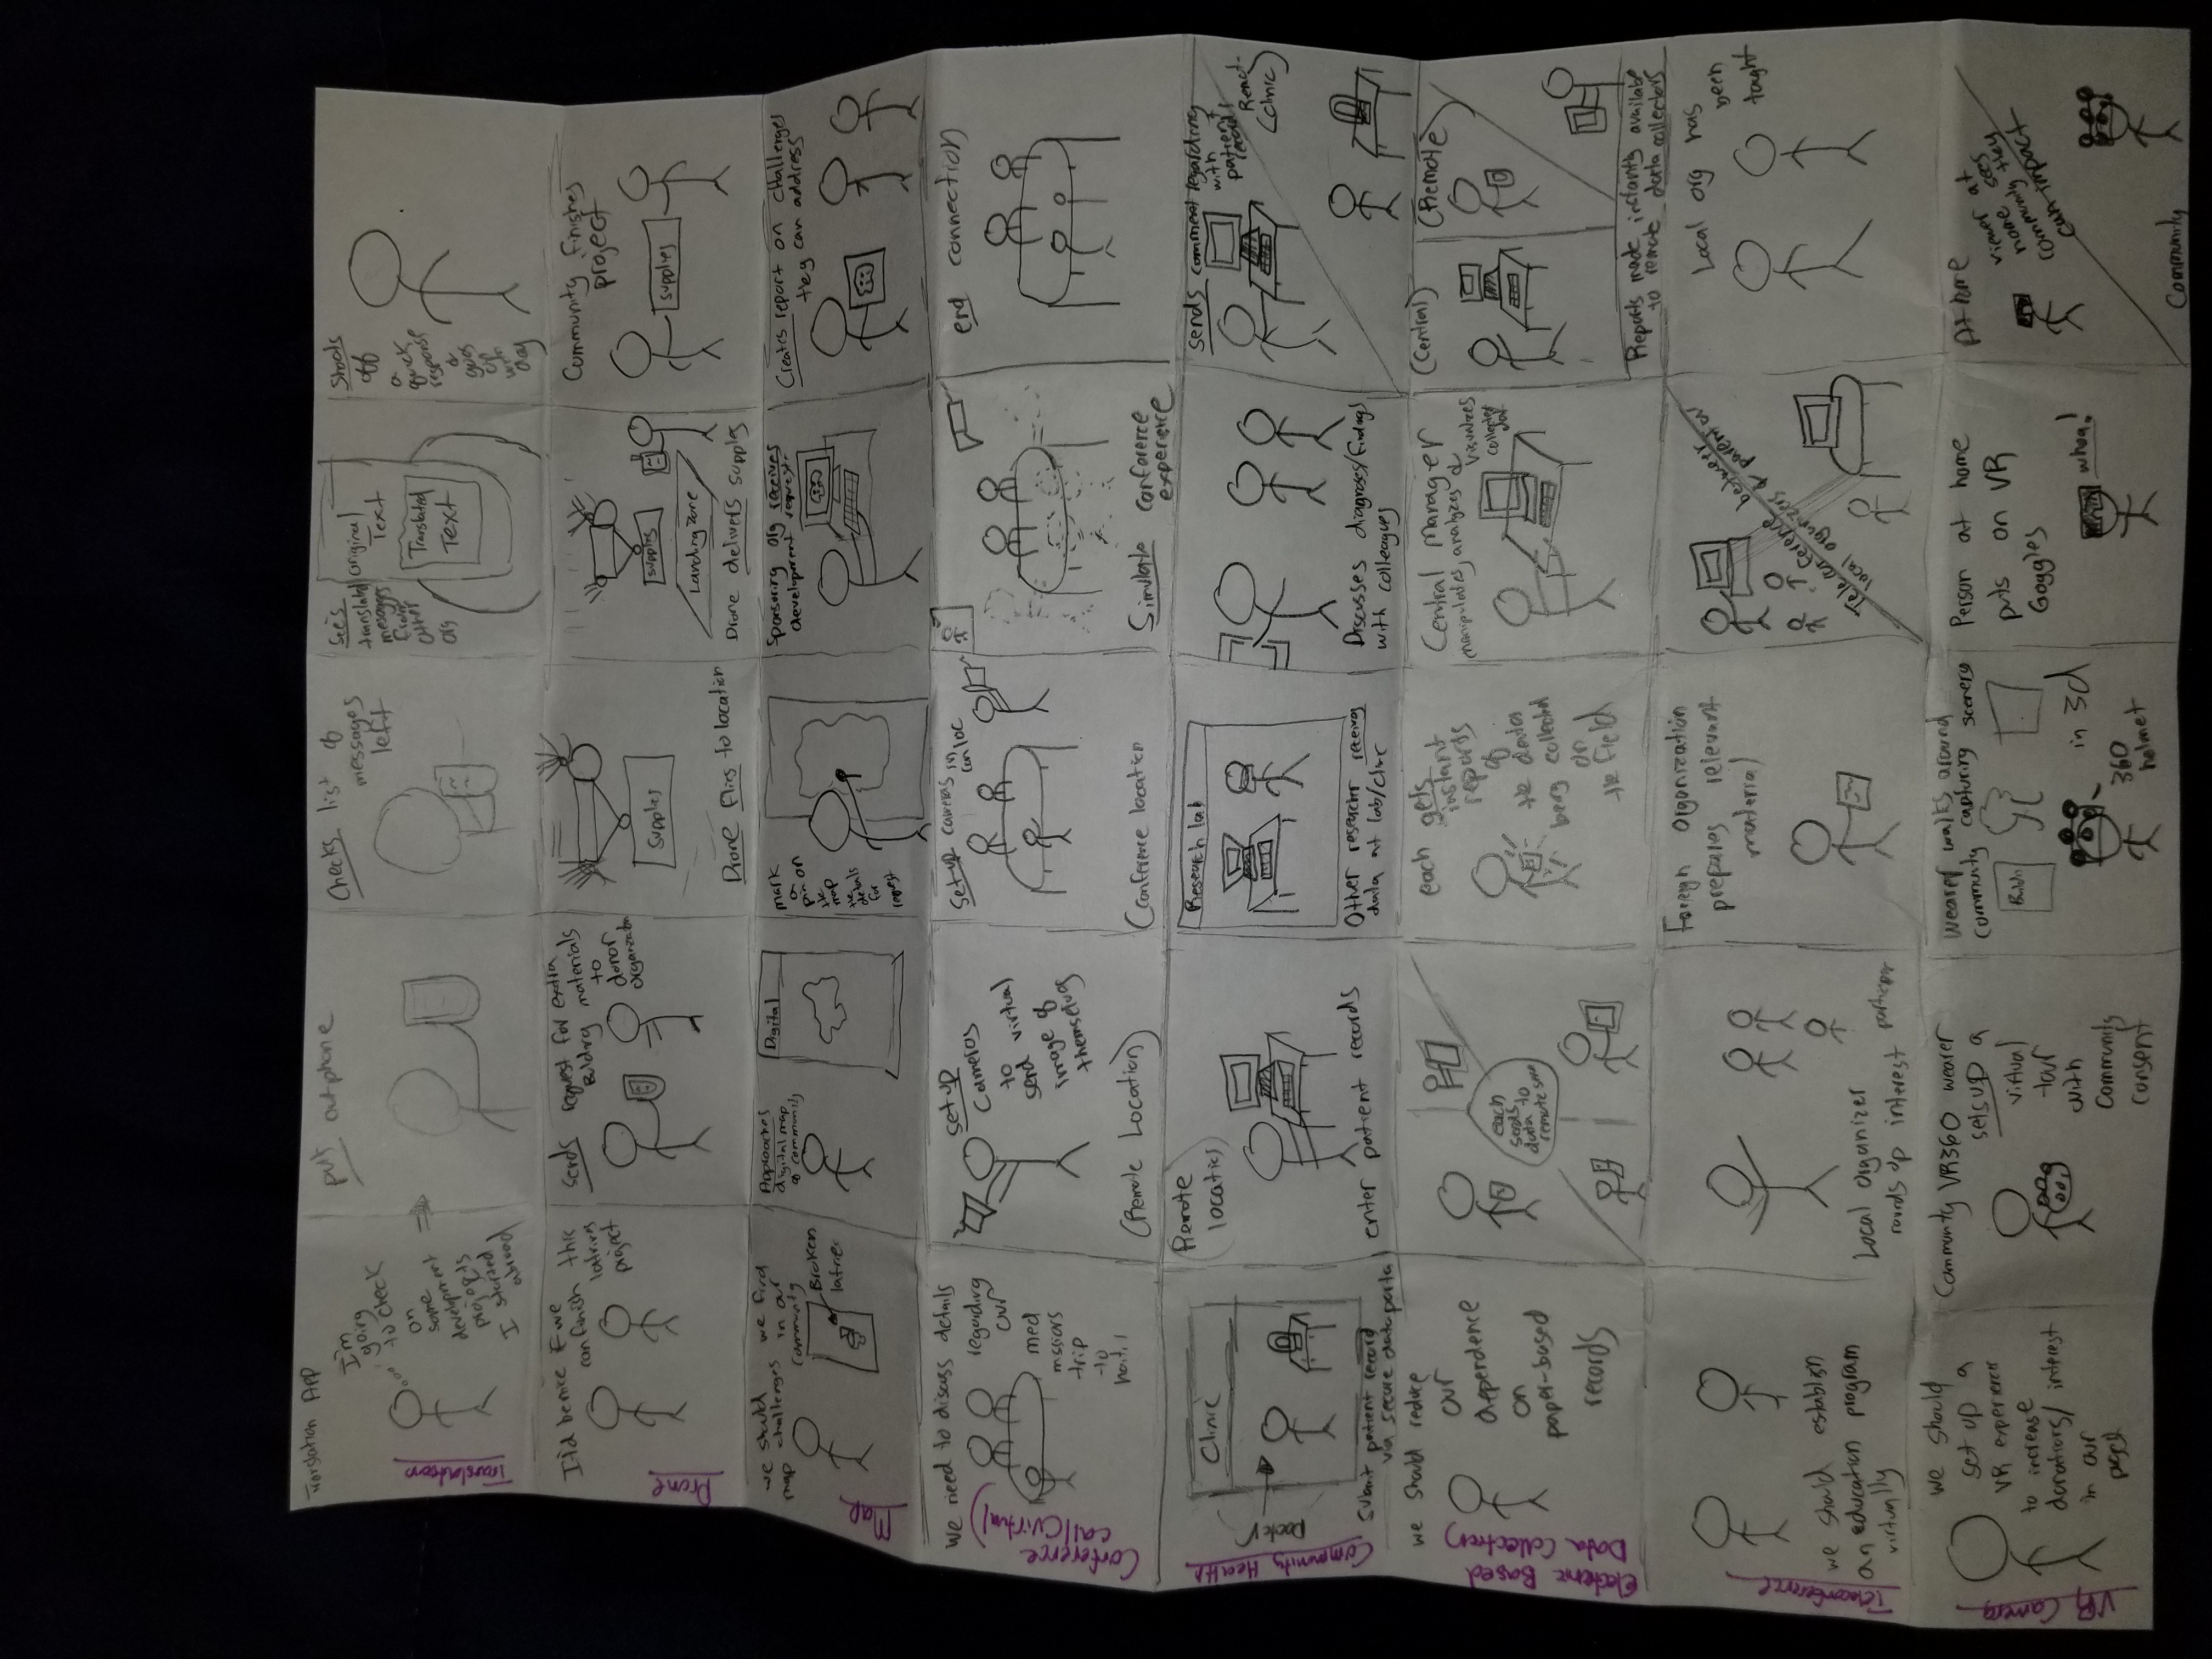 Translation App
Translation
I'm
going
to check
on
some
development
projects
I started
abroad
pulls out phone
Checks list of
messages
left
Sees
translated
messages
from
other
org
Original
Text
Translated
Text
Shoots
off
a
quick
response
&
goes
up
with
day
Drone
It'd be nice if we
can finish this
latrine
project
sends request for extra
Building materials
to
donor
organization
supplies
Drone flies to location
supplies
Landing Zone
Drone delivers supplies
Community finishes
project
supplies
Map
we should
map challenges
we find
in our
community
Broken
latrine
Approaches
digital map
of community
Digital
mark
a
pin on
the
map
the
details
for
request
Sponsoring org receives
development request
Creates report on challenges
they can address
Conference
call (Virtual)
We need to discuss details
regarding
our
med
missions
trip
to
haiti
setup
cameras
to
send virtual
image of
themselves
(Remote Location)
Set-up cameras in
con loc
(conference location
Simulate conference
experience
end connection
Community Health
Doctor
Clinic
Submit patient record
via secure data portal
Remote
location
enter patient records
Research lab
Other researcher receives
data at lab/clinic
Discusses diagnoses/findings
with colleagues
sends comment regarding
with
patient
record
(clinic)
Electronic Based
Data Collection
we should reduce
our
dependence
on
paper-based
records
each
sends
data to
remote serv
each gets
instant
reports
of
the data
being collected
on
the field
Central Manager
manipulates, analyzes &
visualizes
collected
dat
(Central)
(Remote)
Reports made instantly available
to remote data collectors
Teleconference
we should establish
an education program
virtually
Local organizer
rounds up interest
Foreign organization
prepares relevant
material
Teleconference between
local organizers & parent
Local org has
been
taught
VR Camera
we should
set up a
VR experience
to increase
donations/interest
in our
project
Community VR360 wearer
sets up a
virtual
tour
with
community
consent
wearer walks around
community capturing scenery
Buildin
in 3d
360
helmet
Person at home
puts on VR
Goggles
whoa!
At home
viewer at
home sees
community they
can impact
Community